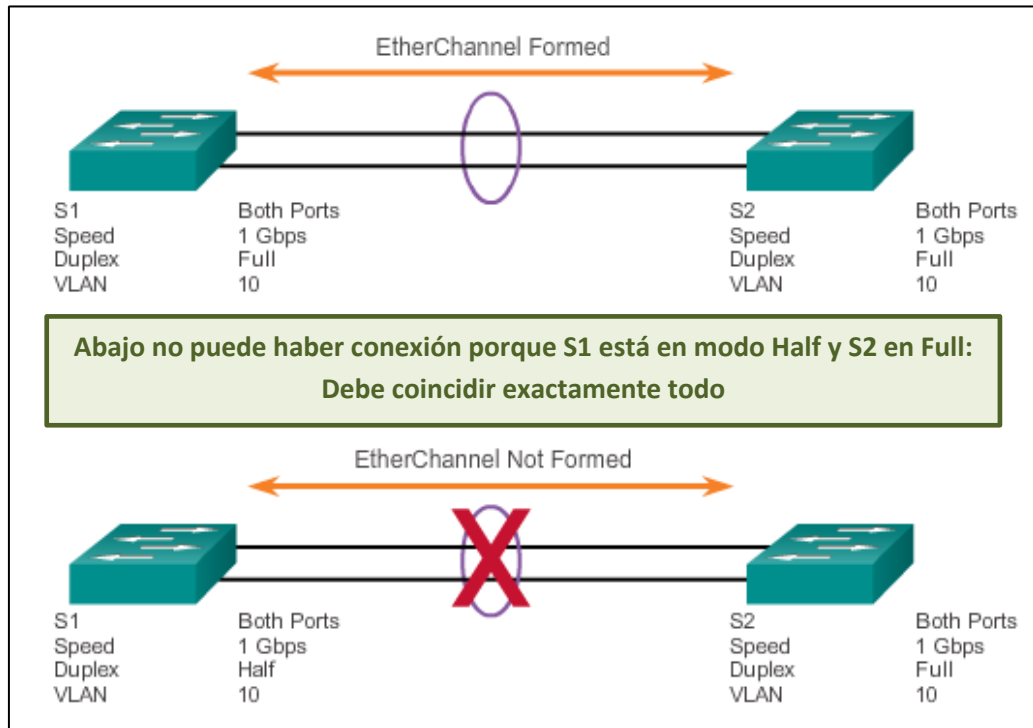 EtherChannel Formed
S1 Both Ports S2 Both Ports
Speed 1 Gbps Speed 1 Gbps
Duplex Full Duplex Full
VLAN 10 VLAN 10
Abajo no puede haber conexión porque S1 está en modo Half y S2 en Full:
Debe coincidir exactamente todo
EtherChannel Not Formed
S1 Both Ports S2 Both Ports
Speed 1 Gbps Speed 1 Gbps
Duplex Half Duplex Full
VLAN 10 VLAN 10